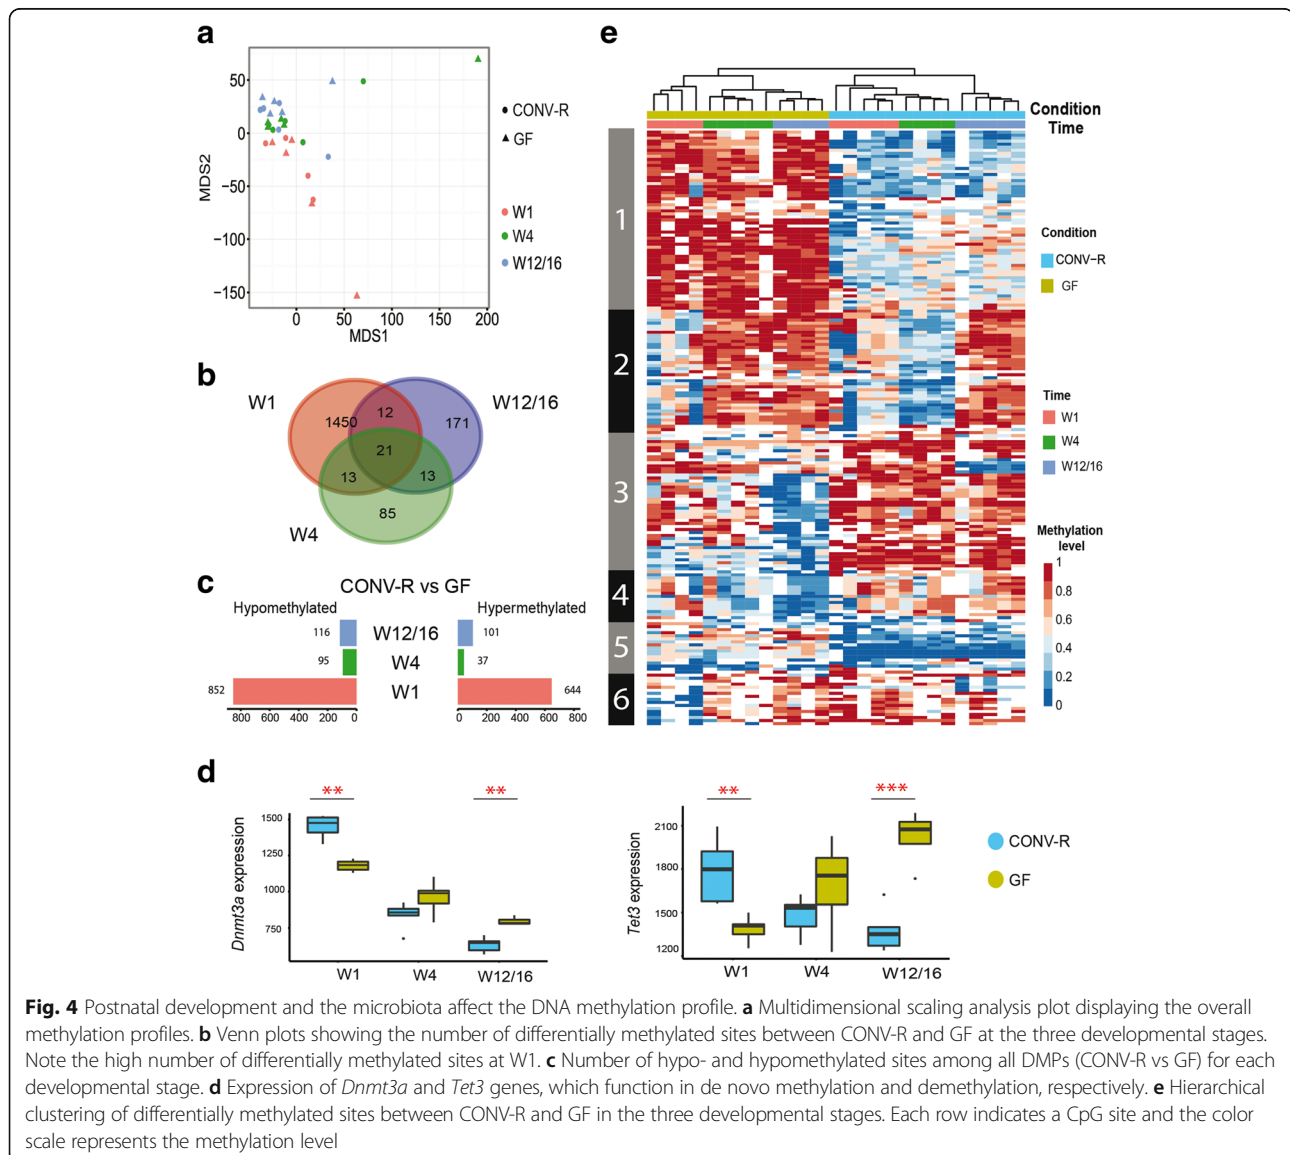 a
50
0
−50
−100
−150
MDS2
0
50
100
150
200
MDS1
CONV-R
GF
W1
W4
W12/16
b
W1
W12/16
W4
1450
12
171
21
13
13
85
c
CONV-R vs GF
Hypomethylated
Hypermethylated
116
W12/16
101
95
W4
37
852
W1
644
800 600 400 200 0
0 200 400 600 800
d
**
**
1500
1250
1000
750
Dnmt3a expression
W1
W4
W12/16
**
***
2100
1800
1500
1200
Tet3 expression
W1
W4
W12/16
CONV-R
GF
e
Condition
Time
1
2
3
4
5
6
Condition
CONV−R
GF
Time
W1
W4
W12/16
Methylation
level
1
0.8
0.6
0.4
0.2
0
Fig. 4 Postnatal development and the microbiota affect the DNA methylation profile. a Multidimensional scaling analysis plot displaying the overall
methylation profiles. b Venn plots showing the number of differentially methylated sites between CONV-R and GF at the three developmental stages.
Note the high number of differentially methylated sites at W1. c Number of hypo- and hypomethylated sites among all DMPs (CONV-R vs GF) for each
developmental stage. d Expression of Dnmt3a and Tet3 genes, which function in de novo methylation and demethylation, respectively. e Hierarchical
clustering of differentially methylated sites between CONV-R and GF in the three developmental stages. Each row indicates a CpG site and the color
scale represents the methylation level